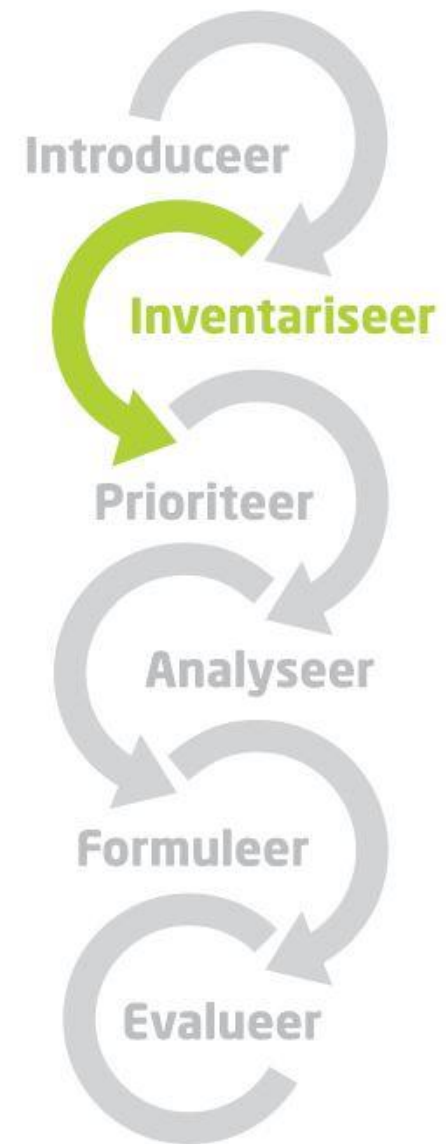 Introduceer
Inventariseer
Prioriteer
Analyseer
Formuleer
Evalueer